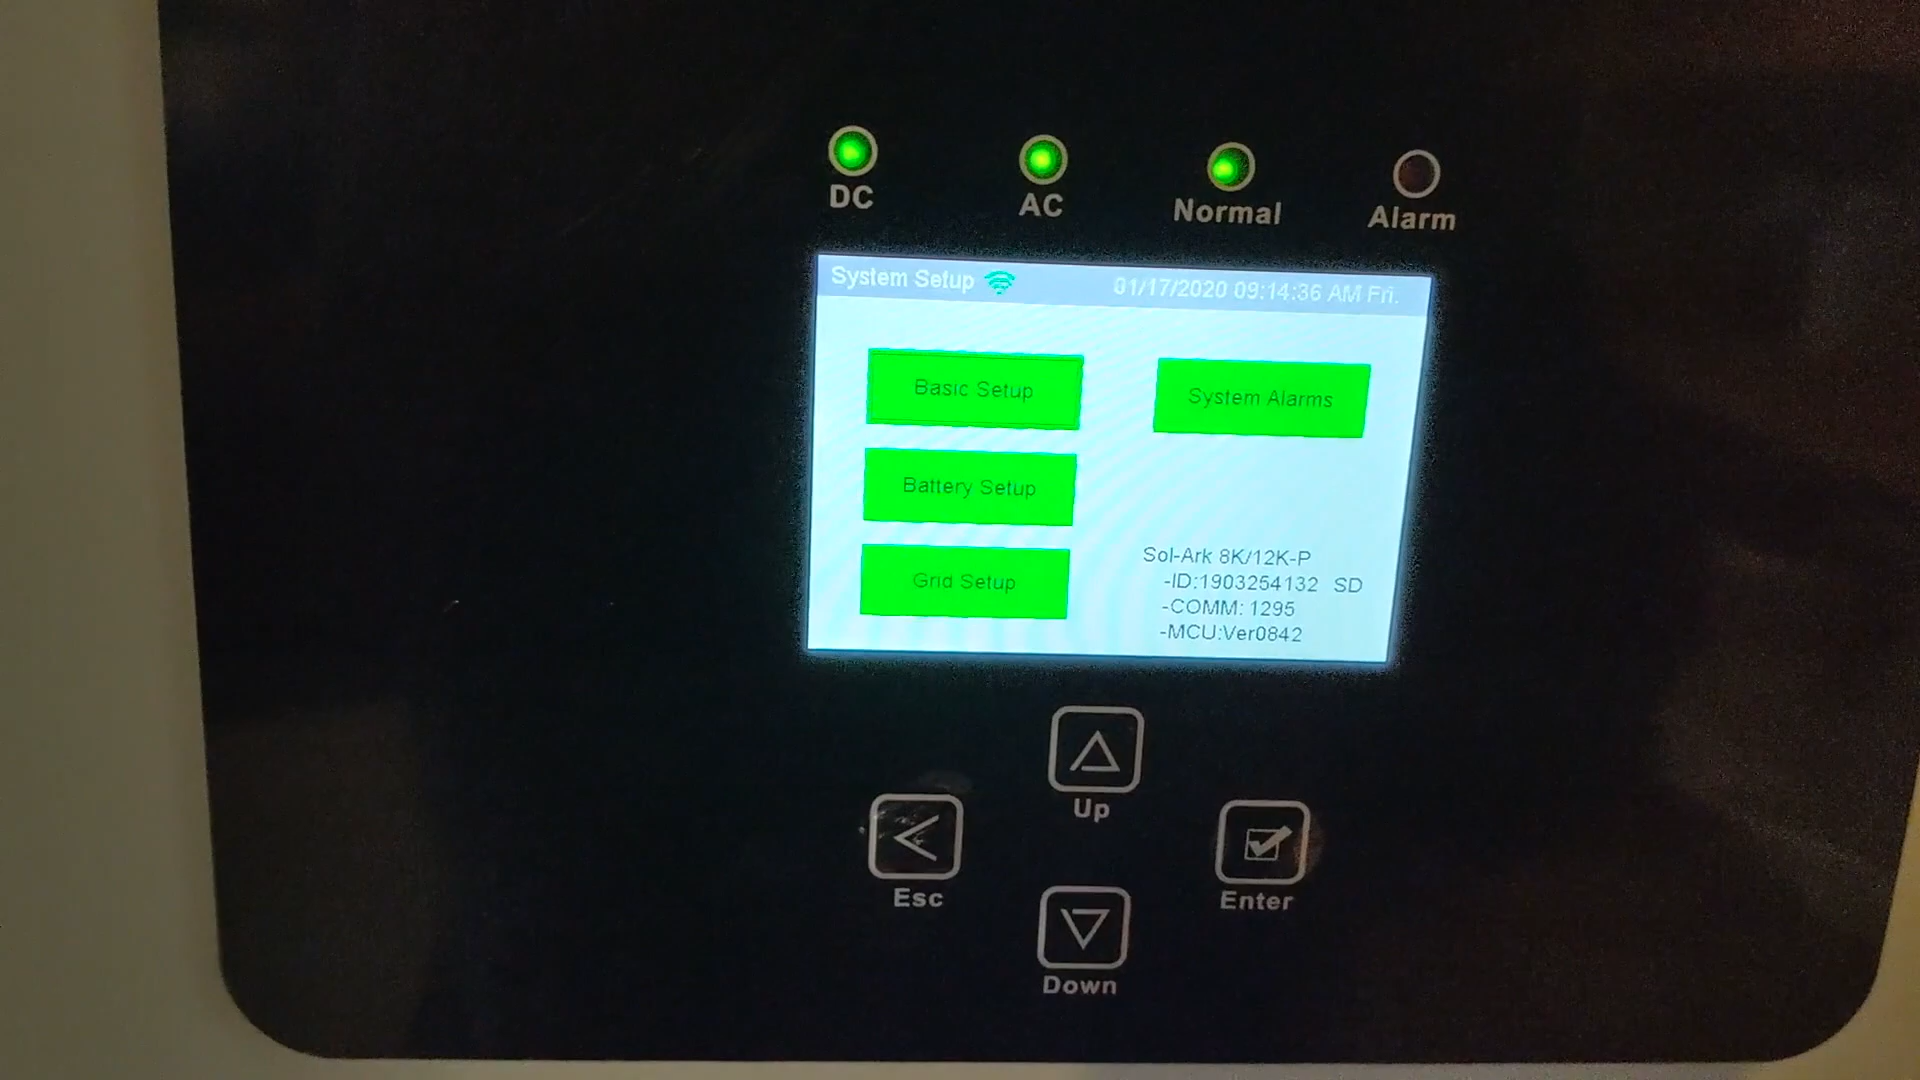 DC
AC
Normal
Alarm
System Setup
01/17/2020 09:14:36 AM Fri.
Basic Setup
System Alarms
Battery Setup
Grid Setup
Sol-Ark 8K/12K-P
-ID:1903254132 SD
-COMM: 1295
-MCU:Ver0842
Up
Esc
Enter
Down